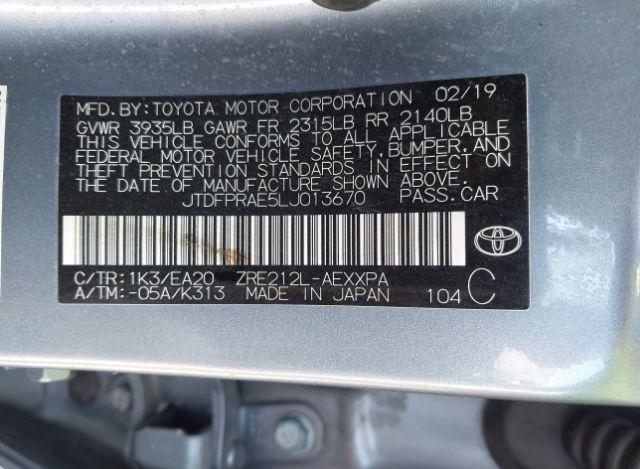 MFD. BY: TOYOTA MOTOR CORPORATION 02/19
GVWR 3935LB GAWR FR 2315LB RR 2140LB
THIS VEHICLE CONFORMS TO ALL APPLICABLE
FEDERAL MOTOR VEHICLE SAFETY, BUMPER, AND
THEFT PREVENTION STANDARDS IN EFFECT ON
THE DATE OF MANUFACTURE SHOWN ABOVE.
JTDFPRAE5LJ013670 PASS. CAR
C/TR: 1K3/EA20 ZRE212L-AEXXPA
A/TM: -05A/K313 MADE IN JAPAN 104 C